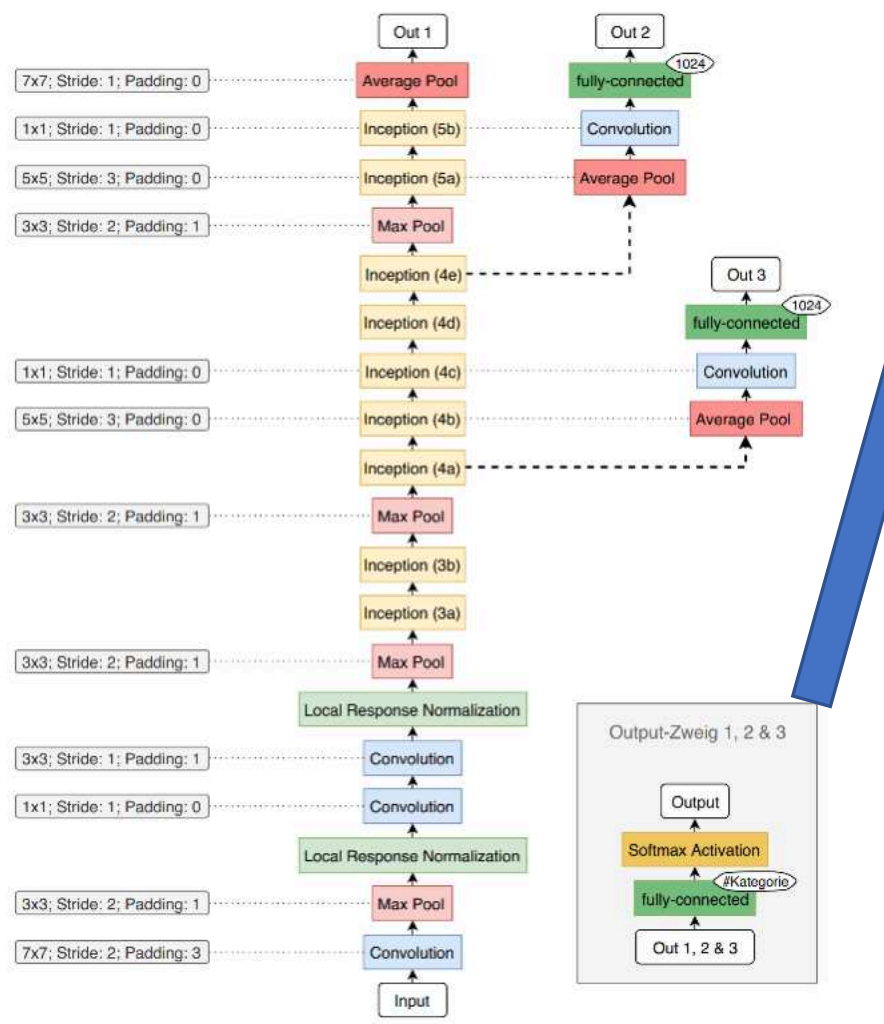 Out 1
Out 2
7x7; Stride: 1; Padding: 0
Average Pool
fully-connected
1024
1x1; Stride: 1; Padding: 0
Inception (5b)
Convolution
5x5; Stride: 3; Padding: 0
Inception (5a)
Average Pool
3x3; Stride: 2; Padding: 1
Max Pool
Inception (4e)
Out 3
Inception (4d)
fully-connected
1024
1x1; Stride: 1; Padding: 0
Inception (4c)
Convolution
5x5; Stride: 3; Padding: 0
Inception (4b)
Average Pool
Inception (4a)
3x3; Stride: 2; Padding: 1
Max Pool
Inception (3b)
Inception (3a)
3x3; Stride: 2; Padding: 1
Max Pool
Local Response Normalization
3x3; Stride: 1; Padding: 1
Convolution
1x1; Stride: 1; Padding: 0
Convolution
Local Response Normalization
3x3; Stride: 2; Padding: 1
Max Pool
7x7; Stride: 2; Padding: 3
Convolution
Input
Output-Zweig 1, 2 & 3
Output
Softmax Activation
#Kategorie
fully-connected
Out 1, 2 & 3